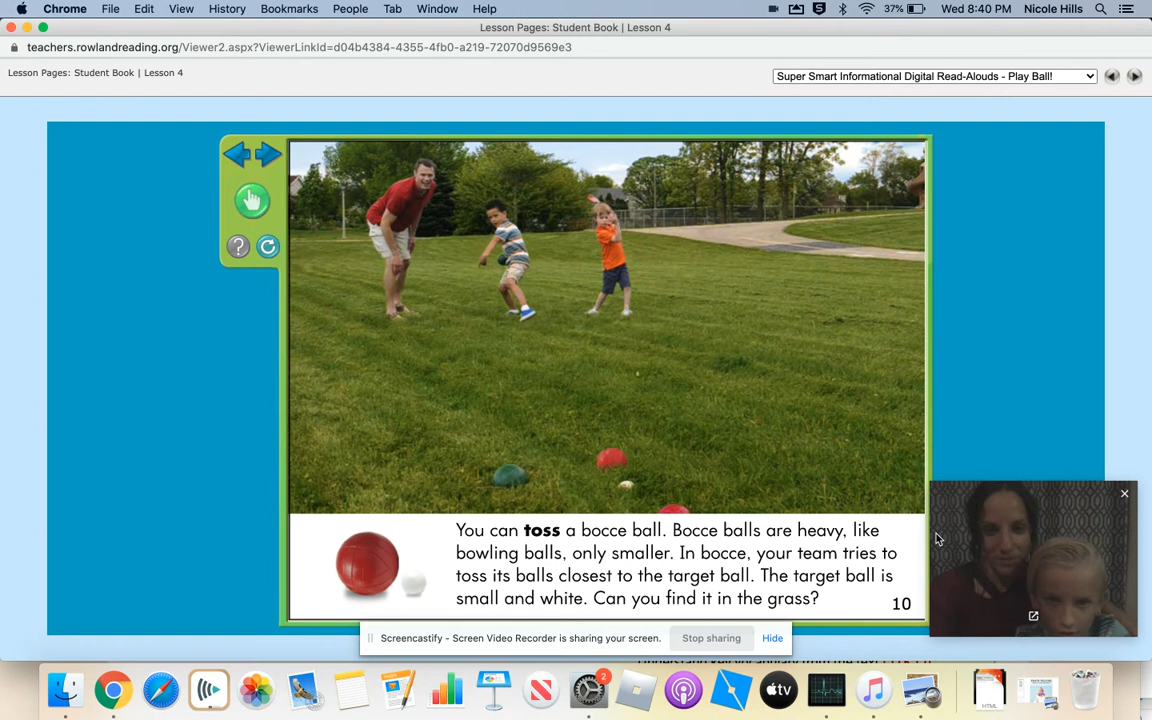 Chrome File Edit View History Bookmarks People Tab Window Help 37% Wed 8:40 PM Nicole Hills
Lesson Pages: Student Book | Lesson 4
teachers.rowlandreading.org/Viewer2.aspx?ViewerLinkId=d04b4384-4355-4fb0-a219-72070d9569e3
Lesson Pages: Student Book | Lesson 4 Super Smart Informational Digital Read-Alouds - Play Ball!
?
You can toss a bocce ball. Bocce balls are heavy, like
bowling balls, only smaller. In bocce, your team tries to
toss its balls closest to the target ball. The target ball is
small and white. Can you find it in the grass?
10
Screencastify - Screen Video Recorder is sharing your screen. Stop sharing Hide
2
tv
HTML